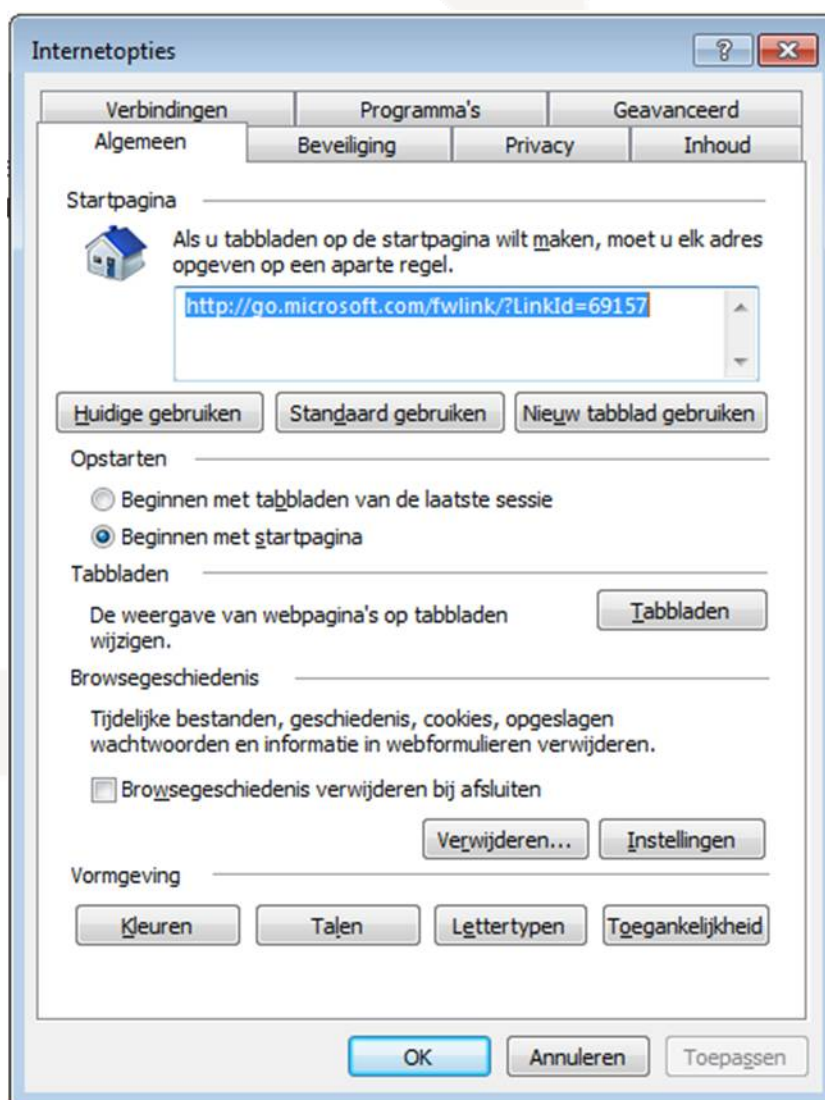 Internetopties
Verbindingen Programma's Geavanceerd
Algemeen Beveiliging Privacy Inhoud
Startpagina
Als u tabbladen op de startpagina wilt maken, moet u elk adres
opgeven op een aparte regel.
http://go.microsoft.com/fwlink/?LinkId=69157
Huidige gebruiken Standaard gebruiken Nieuw tabblad gebruiken
Opstarten
Beginnen met tabbladen van de laatste sessie
Beginnen met startpagina
Tabbladen
De weergave van webpagina's op tabbladen
wijzigen.
Tabbladen
Browsegeschiedenis
Tijdelijke bestanden, geschiedenis, cookies, opgeslagen
wachtwoorden en informatie in webformulieren verwijderen.
Browsegeschiedenis verwijderen bij afsluiten
Verwijderen... Instellingen
Vormgeving
Kleuren Talen Lettertypen Toegankelijkheid
OK Annuleren Toepassen